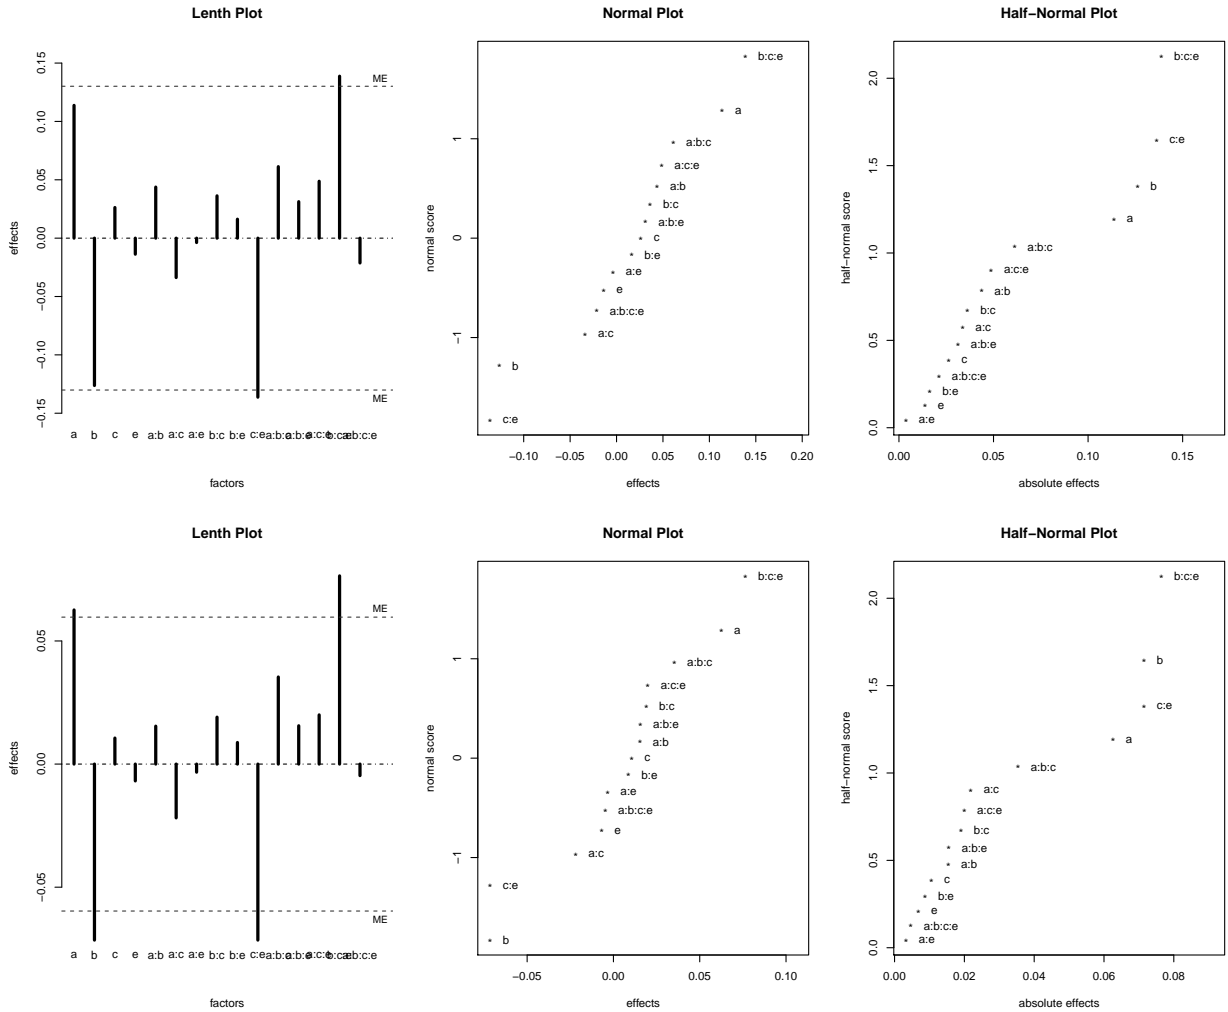 Lenth Plot
effects
0.15
0.10
0.05
0.00
−0.05
−0.10
−0.15
ME
ME
a b c e a:b a:c a:e b:c b:e c:e a:b:c a:b:e a:c:e b:c:e a:b:c:e
factors
Normal Plot
normal score
1
0
−1
b:c:e
a
a:b:c
a:c:e
a:b
b:c
a:b:e
c
b:e
a:e
e
a:b:c:e
a:c
b
c:e
−0.10 −0.05 0.00 0.05 0.10 0.15 0.20
effects
Half−Normal Plot
half−normal score
2.0
1.5
1.0
0.5
0.0
b:c:e
c:e
b
a
a:b:c
a:c:e
a:b
b:c
a:c
a:b:e
c
a:b:c:e
b:e
e
a:e
0.00 0.05 0.10 0.15
absolute effects
Lenth Plot
effects
0.05
0.00
−0.05
ME
ME
a b c e a:b a:c a:e b:c b:e c:e a:b:c a:b:e a:c:e b:c:e a:b:c:e
factors
Normal Plot
normal score
1
0
−1
b:c:e
a
a:b:c
a:c:e
b:c
a:b:e
a:b
c
b:e
a:e
a:b:c:e
e
a:c
c:e
b
−0.05 0.00 0.05 0.10
effects
Half−Normal Plot
half−normal score
2.0
1.5
1.0
0.5
0.0
b:c:e
b
c:e
a
a:b:c
a:c
a:c:e
b:c
a:b:e
a:b
c
b:e
e
a:b:c:e
a:e
0.00 0.02 0.04 0.06 0.08
absolute effects